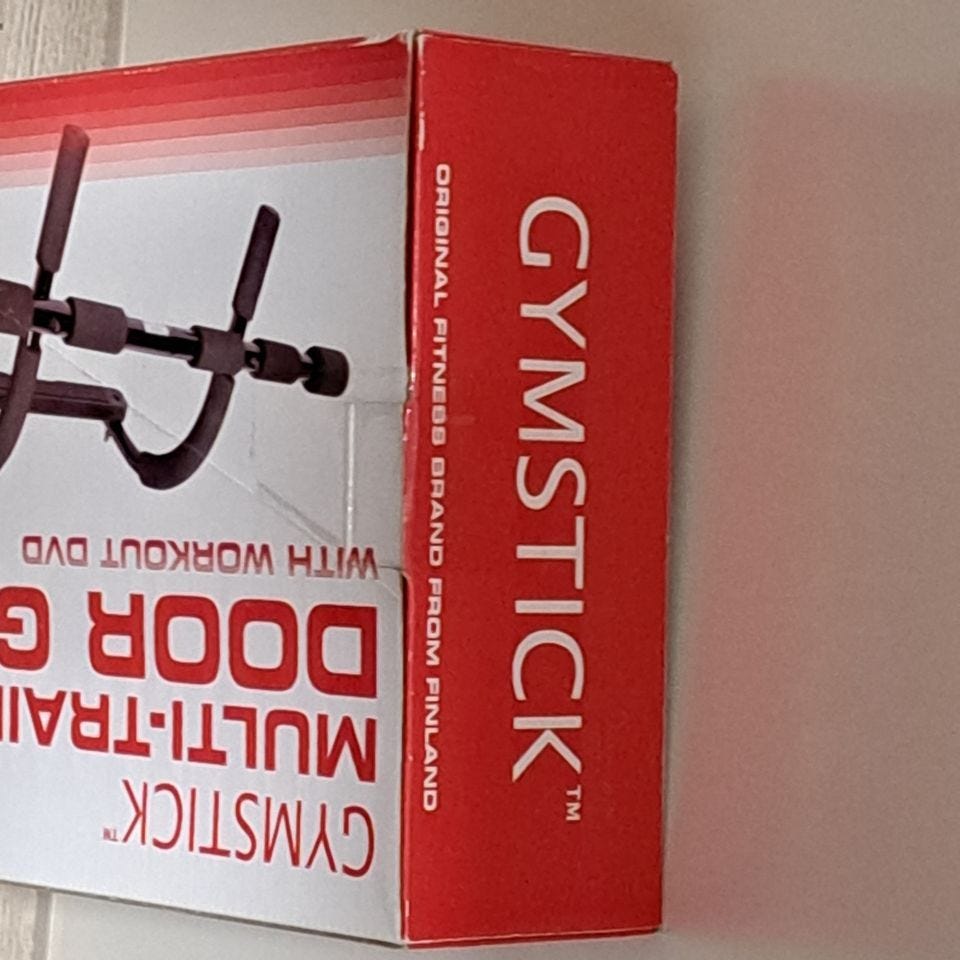 GYMSTICK™
MULTI-TRAI
DOOR G
WITH WORKOUT DVD
GYMSTICK™
ORIGINAL FITNESS BRAND FROM FINLAND